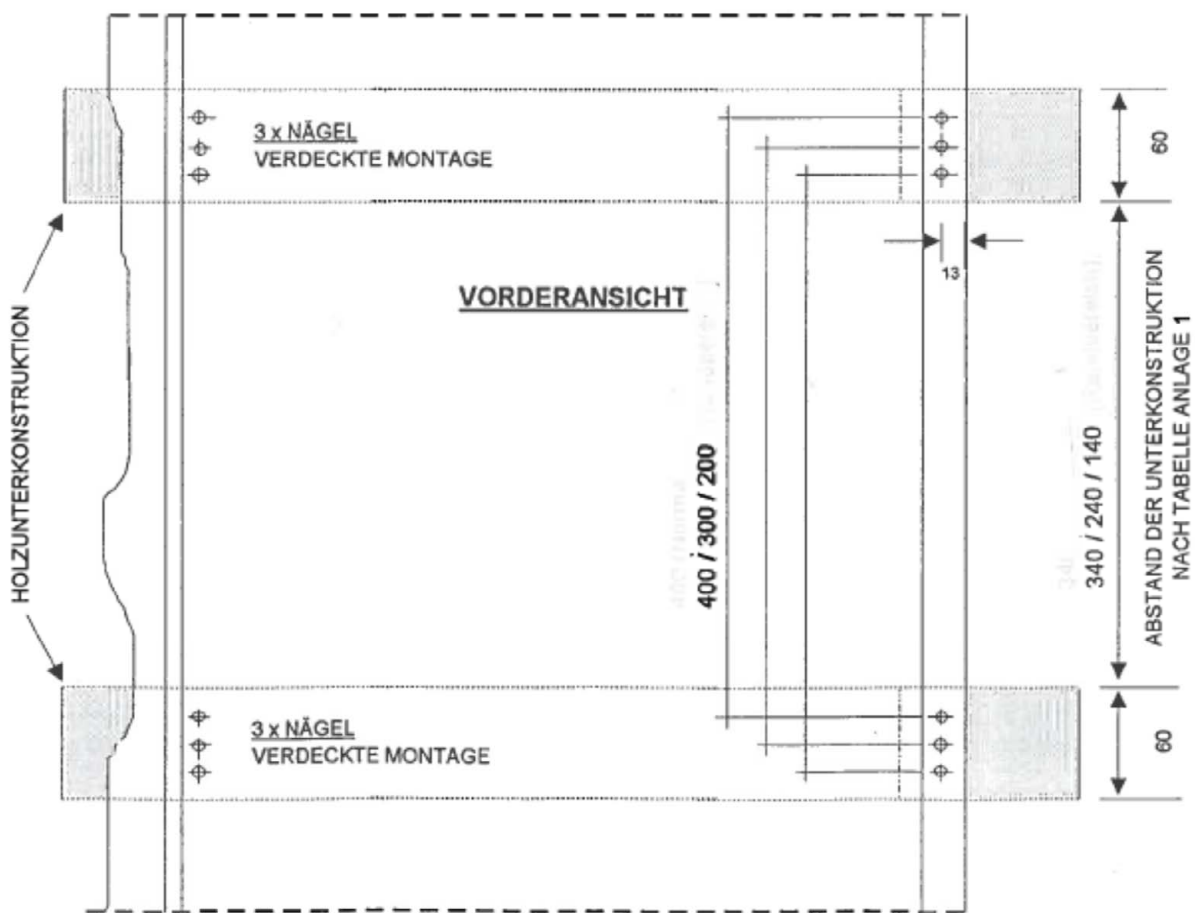 3 x NÄGEL
VERDECKTE MONTAGE
60
13
VORDERANSICHT
HOLZUNTERKONSTRUKTION
400 / 300 / 200
340 / 240 / 140
ABSTAND DER UNTERKONSTRUKTION
NACH TABELLE ANLAGE 1
3 x NÄGEL
VERDECKTE MONTAGE
60